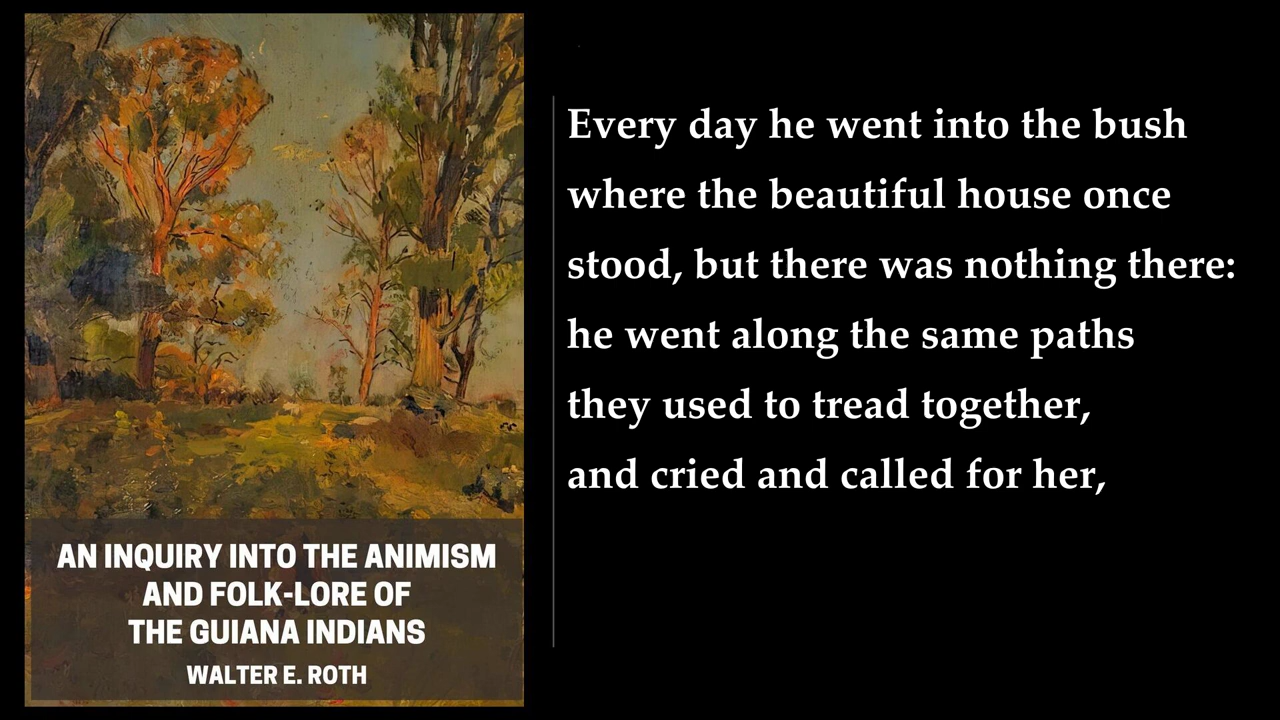 Every day he went into the bush
where the beautiful house once
stood, but there was nothing there:
he went along the same paths
they used to tread together,
and cried and called for her,
AN INQUIRY INTO THE ANIMISM
AND FOLK-LORE OF
THE GUIANA INDIANS
WALTER E. ROTH